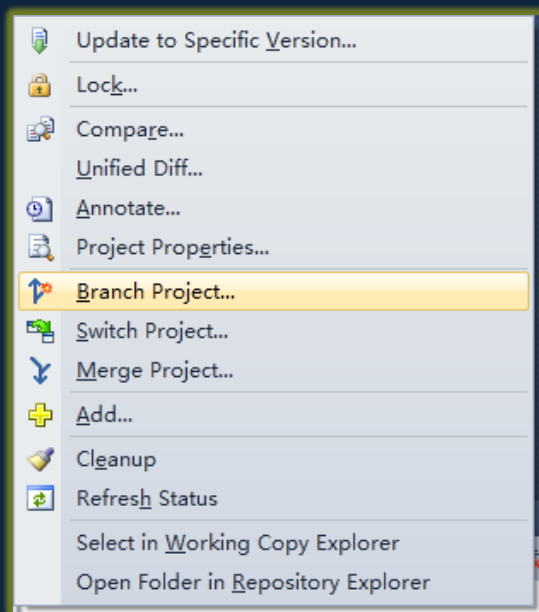 Update to Specific Version...
Lock...
Compare...
Unified Diff...
Annotate...
Project Properties...
Branch Project...
Switch Project...
Merge Project...
Add...
Cleanup
Refresh Status
Select in Working Copy Explorer
Open Folder in Repository Explorer